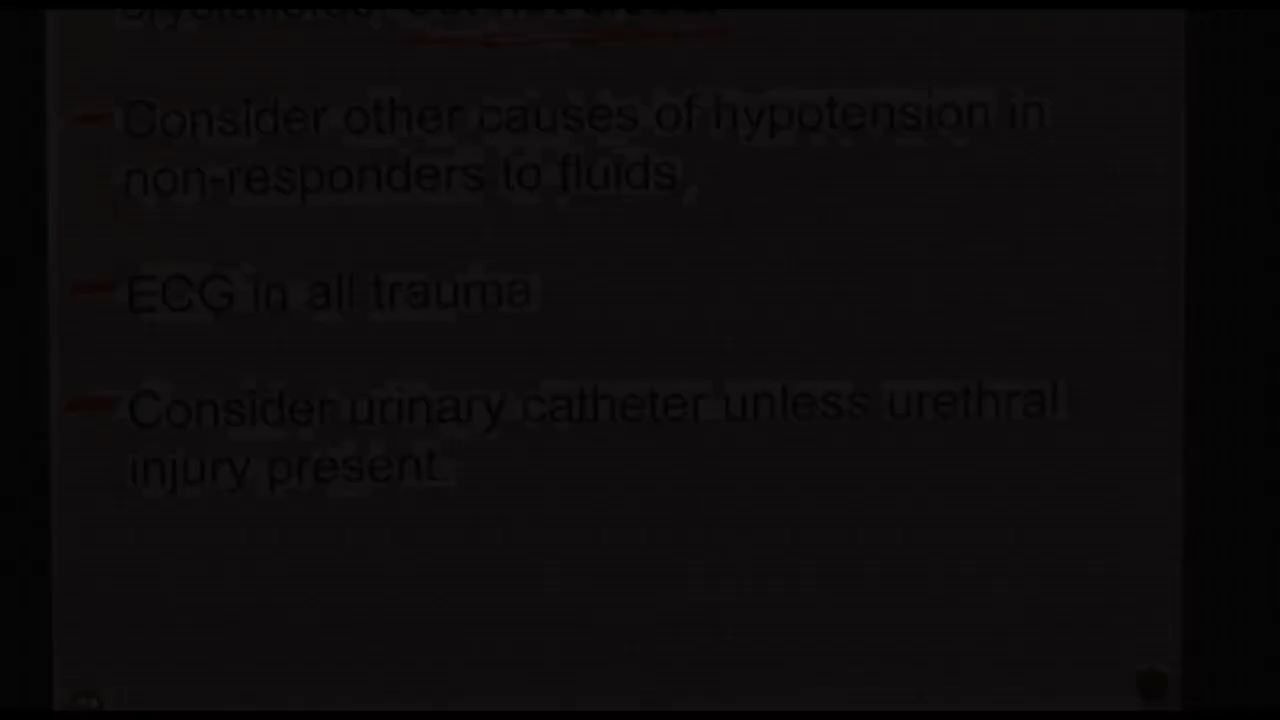 Consider other causes of hypotension in
non-responders to fluids.
ECG in all trauma
Consider urinary catheter unless urethral
injury present.